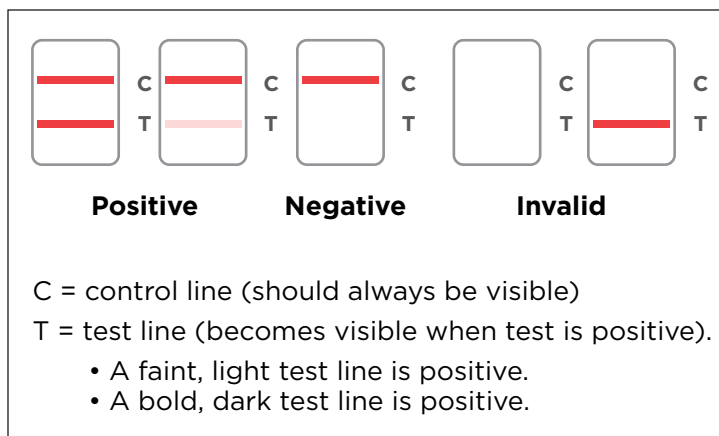 C C C C C
T T T T T
Positive Negative Invalid
C = control line (should always be visible)
T = test line (becomes visible when test is positive).
• A faint, light test line is positive.
• A bold, dark test line is positive.